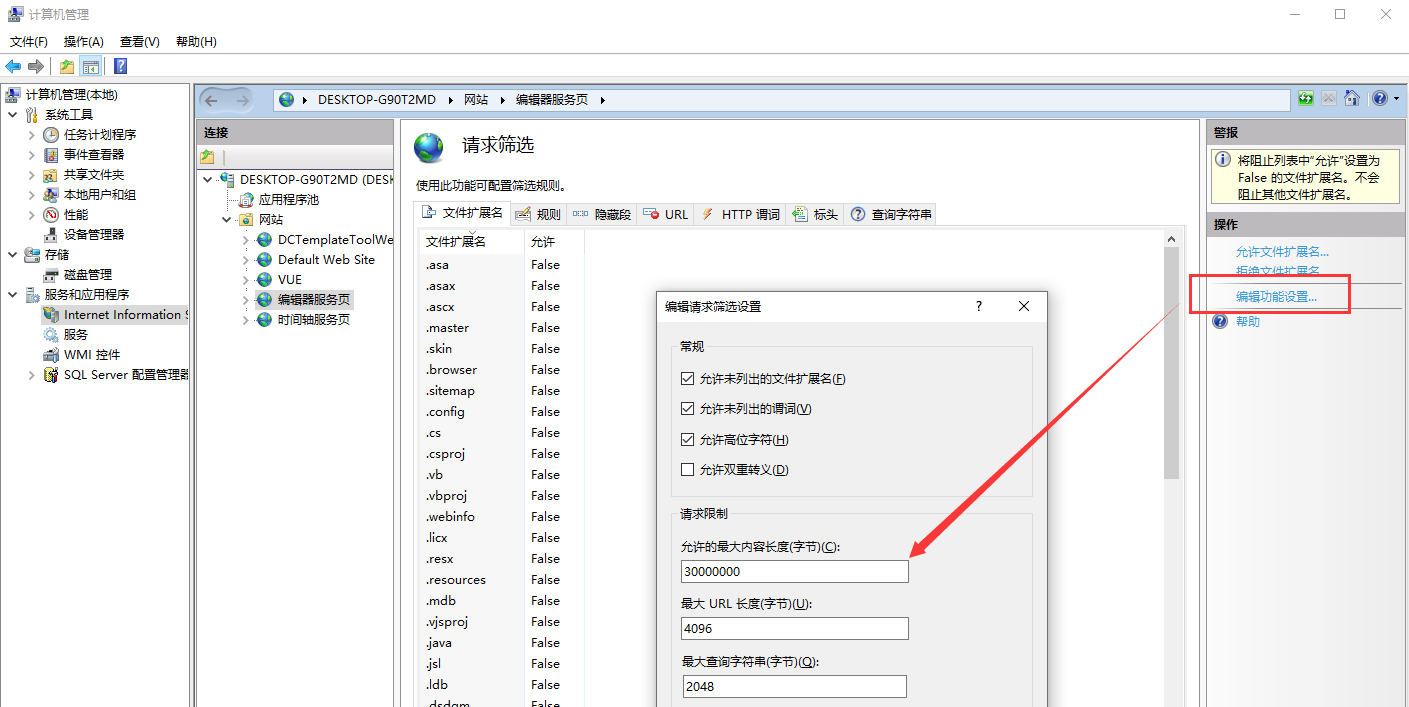 计算机管理
文件(F) 操作(A) 查看(V) 帮助(H)
计算机管理(本地)
系统工具
任务计划程序
事件查看器
共享文件夹
本地用户和组
性能
设备管理器
存储
磁盘管理
服务和应用程序
Internet Information S
服务
WMI 控件
SQL Server 配置管理器
DESKTOP-G90T2MD 网站 编辑器服务页
连接
DESKTOP-G90T2MD (DESK
应用程序池
网站
DCTemplateToolWe
Default Web Site
VUE
编辑器服务页
时间轴服务页
请求筛选
使用此功能可配置筛选规则。
文件扩展名 规则 隐藏段 URL HTTP 谓词 标头 查询字符串
文件扩展名 允许
.asa False
.asax False
.ascx False
.master False
.skin False
.browser False
.sitemap False
.config False
.cs False
.csproj False
.vb False
.vbproj False
.webinfo False
.licx False
.resx False
.resources False
.mdb False
.vjsproj False
.java False
.jsl False
.ldb False
.dsdgm False
编辑请求筛选设置 ?
常规
允许未列出的文件扩展名(F)
允许未列出的谓词(V)
允许高位字符(H)
允许双重转义(D)
请求限制
允许的最大内容长度(字节)(C):
30000000
最大 URL 长度(字节)(U):
4096
最大查询字符串(字节)(Q):
2048
警报
将阻止列表中“允许”设置为
False 的文件扩展名。不会
阻止其他文件扩展名。
操作
允许文件扩展名...
拒绝文件扩展名...
编辑功能设置...
帮助